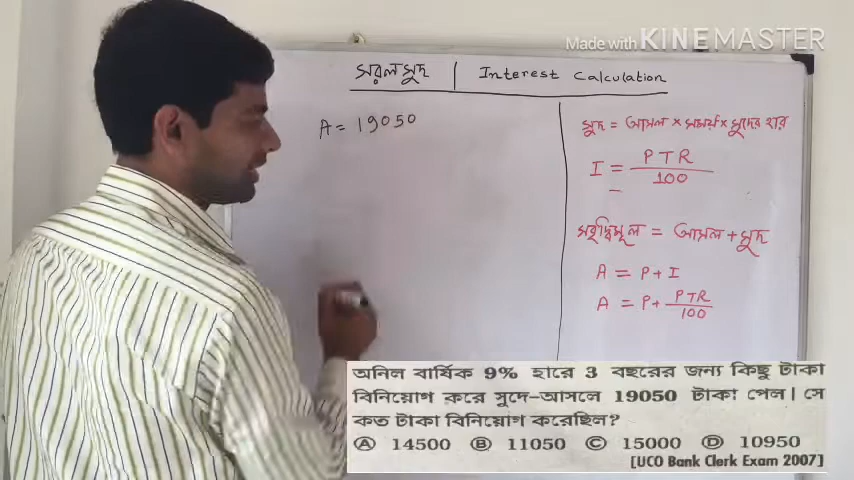 Made with KINEMASTER
সরল সুদ | Interest Calculation
A = 19050
সুদ = আসল × সময় × সুদের হার
I = PTR/100
সবৃদ্ধিমূল = আসল + সুদ
A = P + I
A = P + PTR/100
অনিল বার্ষিক 9% হারে 3 বছরের জন্য কিছু টাকা
বিনিয়োগ করে সুদে-আসলে 19050 টাকা পেল। সে
কত টাকা বিনিয়োগ করেছিল?
Ⓐ 14500 Ⓑ 11050 Ⓒ 15000 Ⓓ 10950
[UCO Bank Clerk Exam 2007]